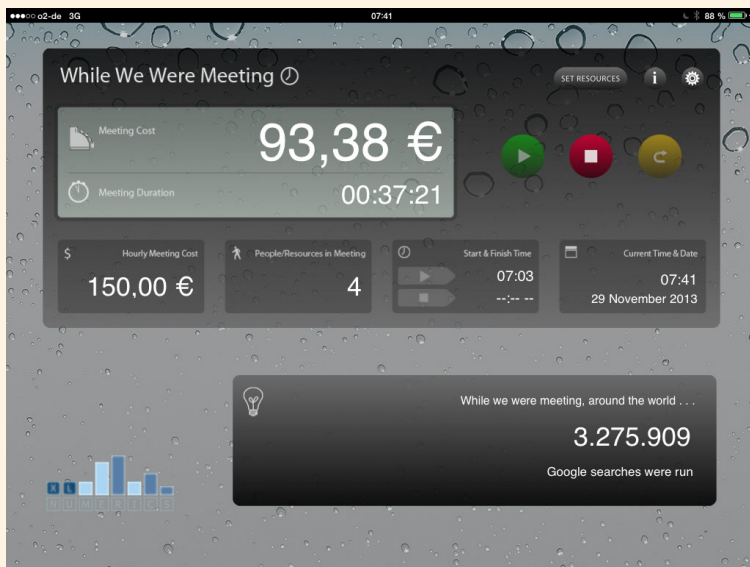 o2-de 3G
07:41
88 %
While We Were Meeting
SET RESOURCES
i
Meeting Cost
93,38 €
Meeting Duration
00:37:21
$
Hourly Meeting Cost
150,00 €
People/Resources in Meeting
4
Start & Finish Time
07:03
--:-- --
Current Time & Date
07:41
29 November 2013
While we were meeting, around the world . . .
3.275.909
Google searches were run
XL
NUMERICS